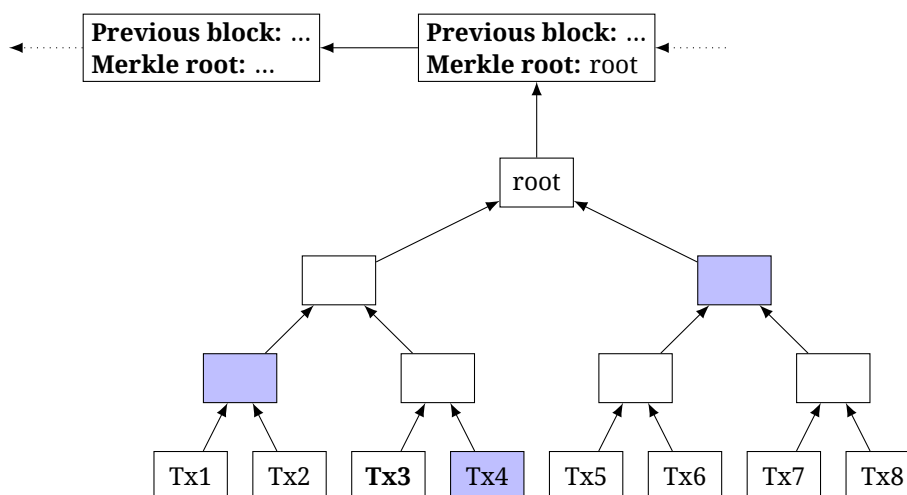 Previous block: ...
Merkle root: ...
Previous block: ...
Merkle root: root
root
Tx1 Tx2 Tx3 Tx4 Tx5 Tx6 Tx7 Tx8